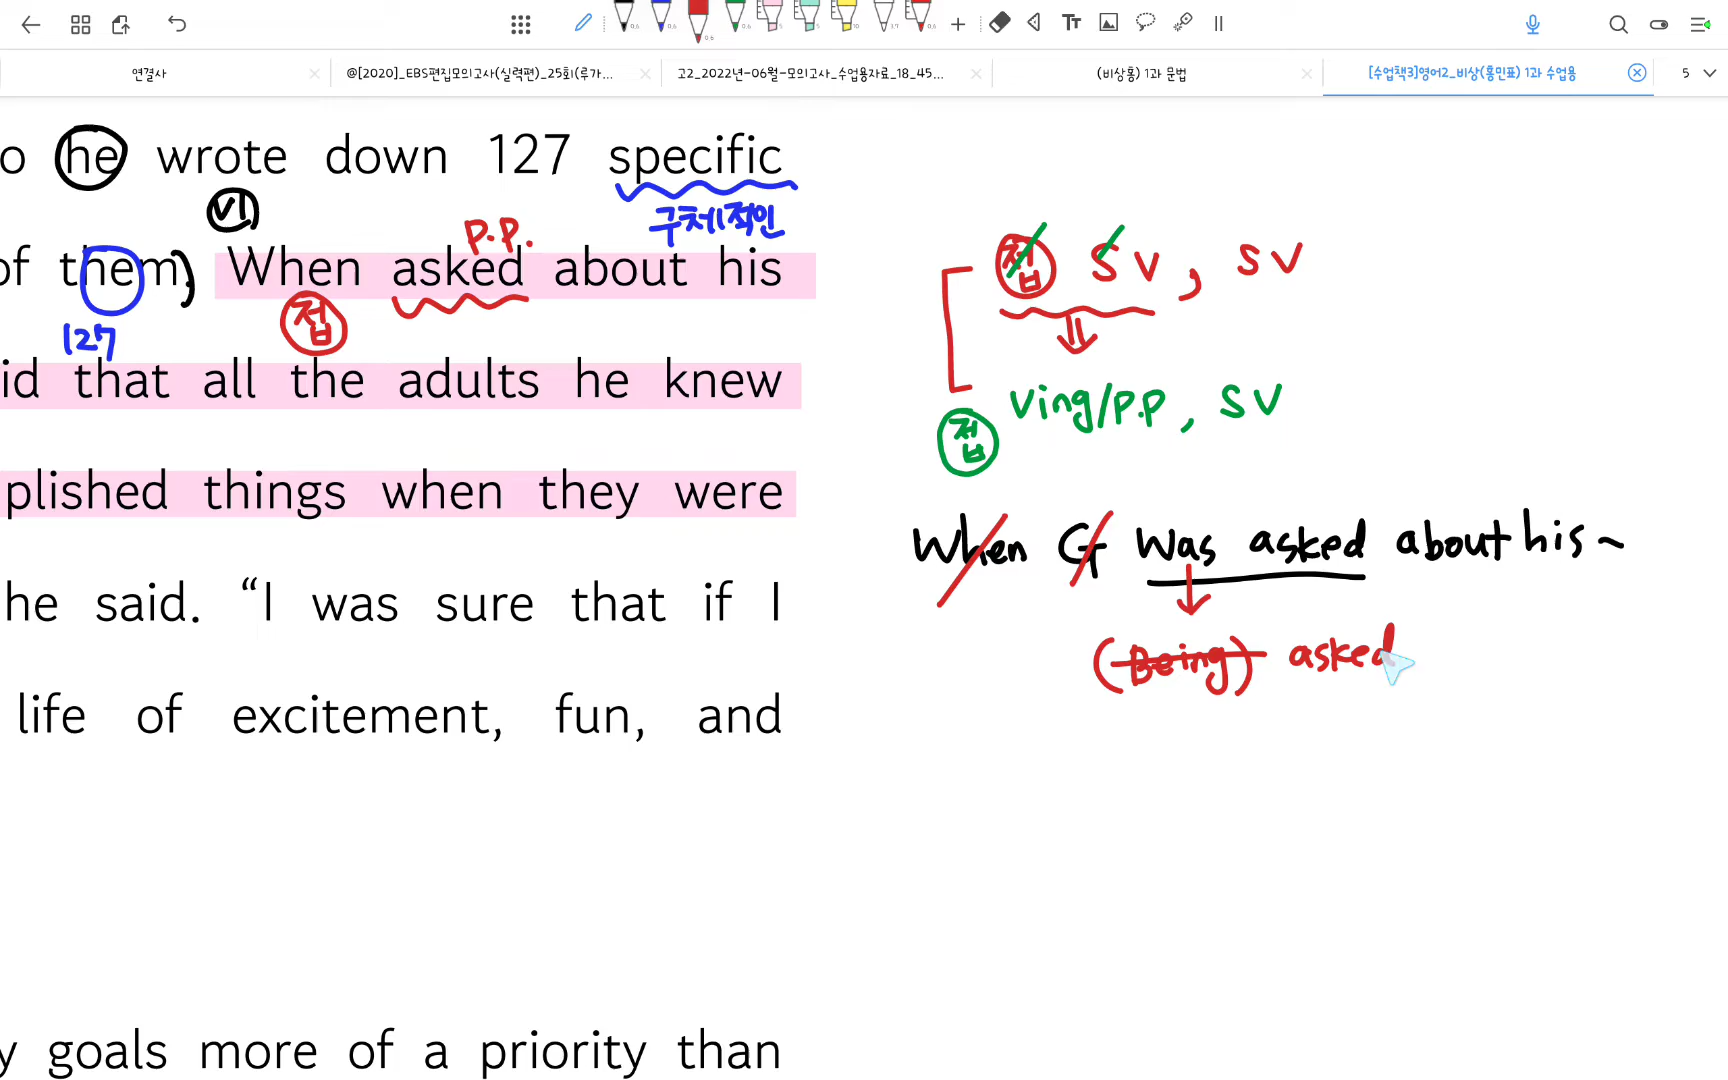 연결사
@[2020]_EBS편집모의고사(실력편)_25회(루가...
고2_2022년-06월-모의고사_수업용자료_18_45...
(비상홍) 1과 문법
[수업책3]영어2_비상(홍민표) 1과 수업용
5
o he wrote down 127 specific
v1
구체적인
p.p.
of them) When asked about his
127
접
id that all the adults he knew
plished things when they were
he said. “I was sure that if I
life of excitement, fun, and
y goals more of a priority than
접 S V, S V
Ving/p.p, S V
접
When G was asked about his ~
(Being) asked